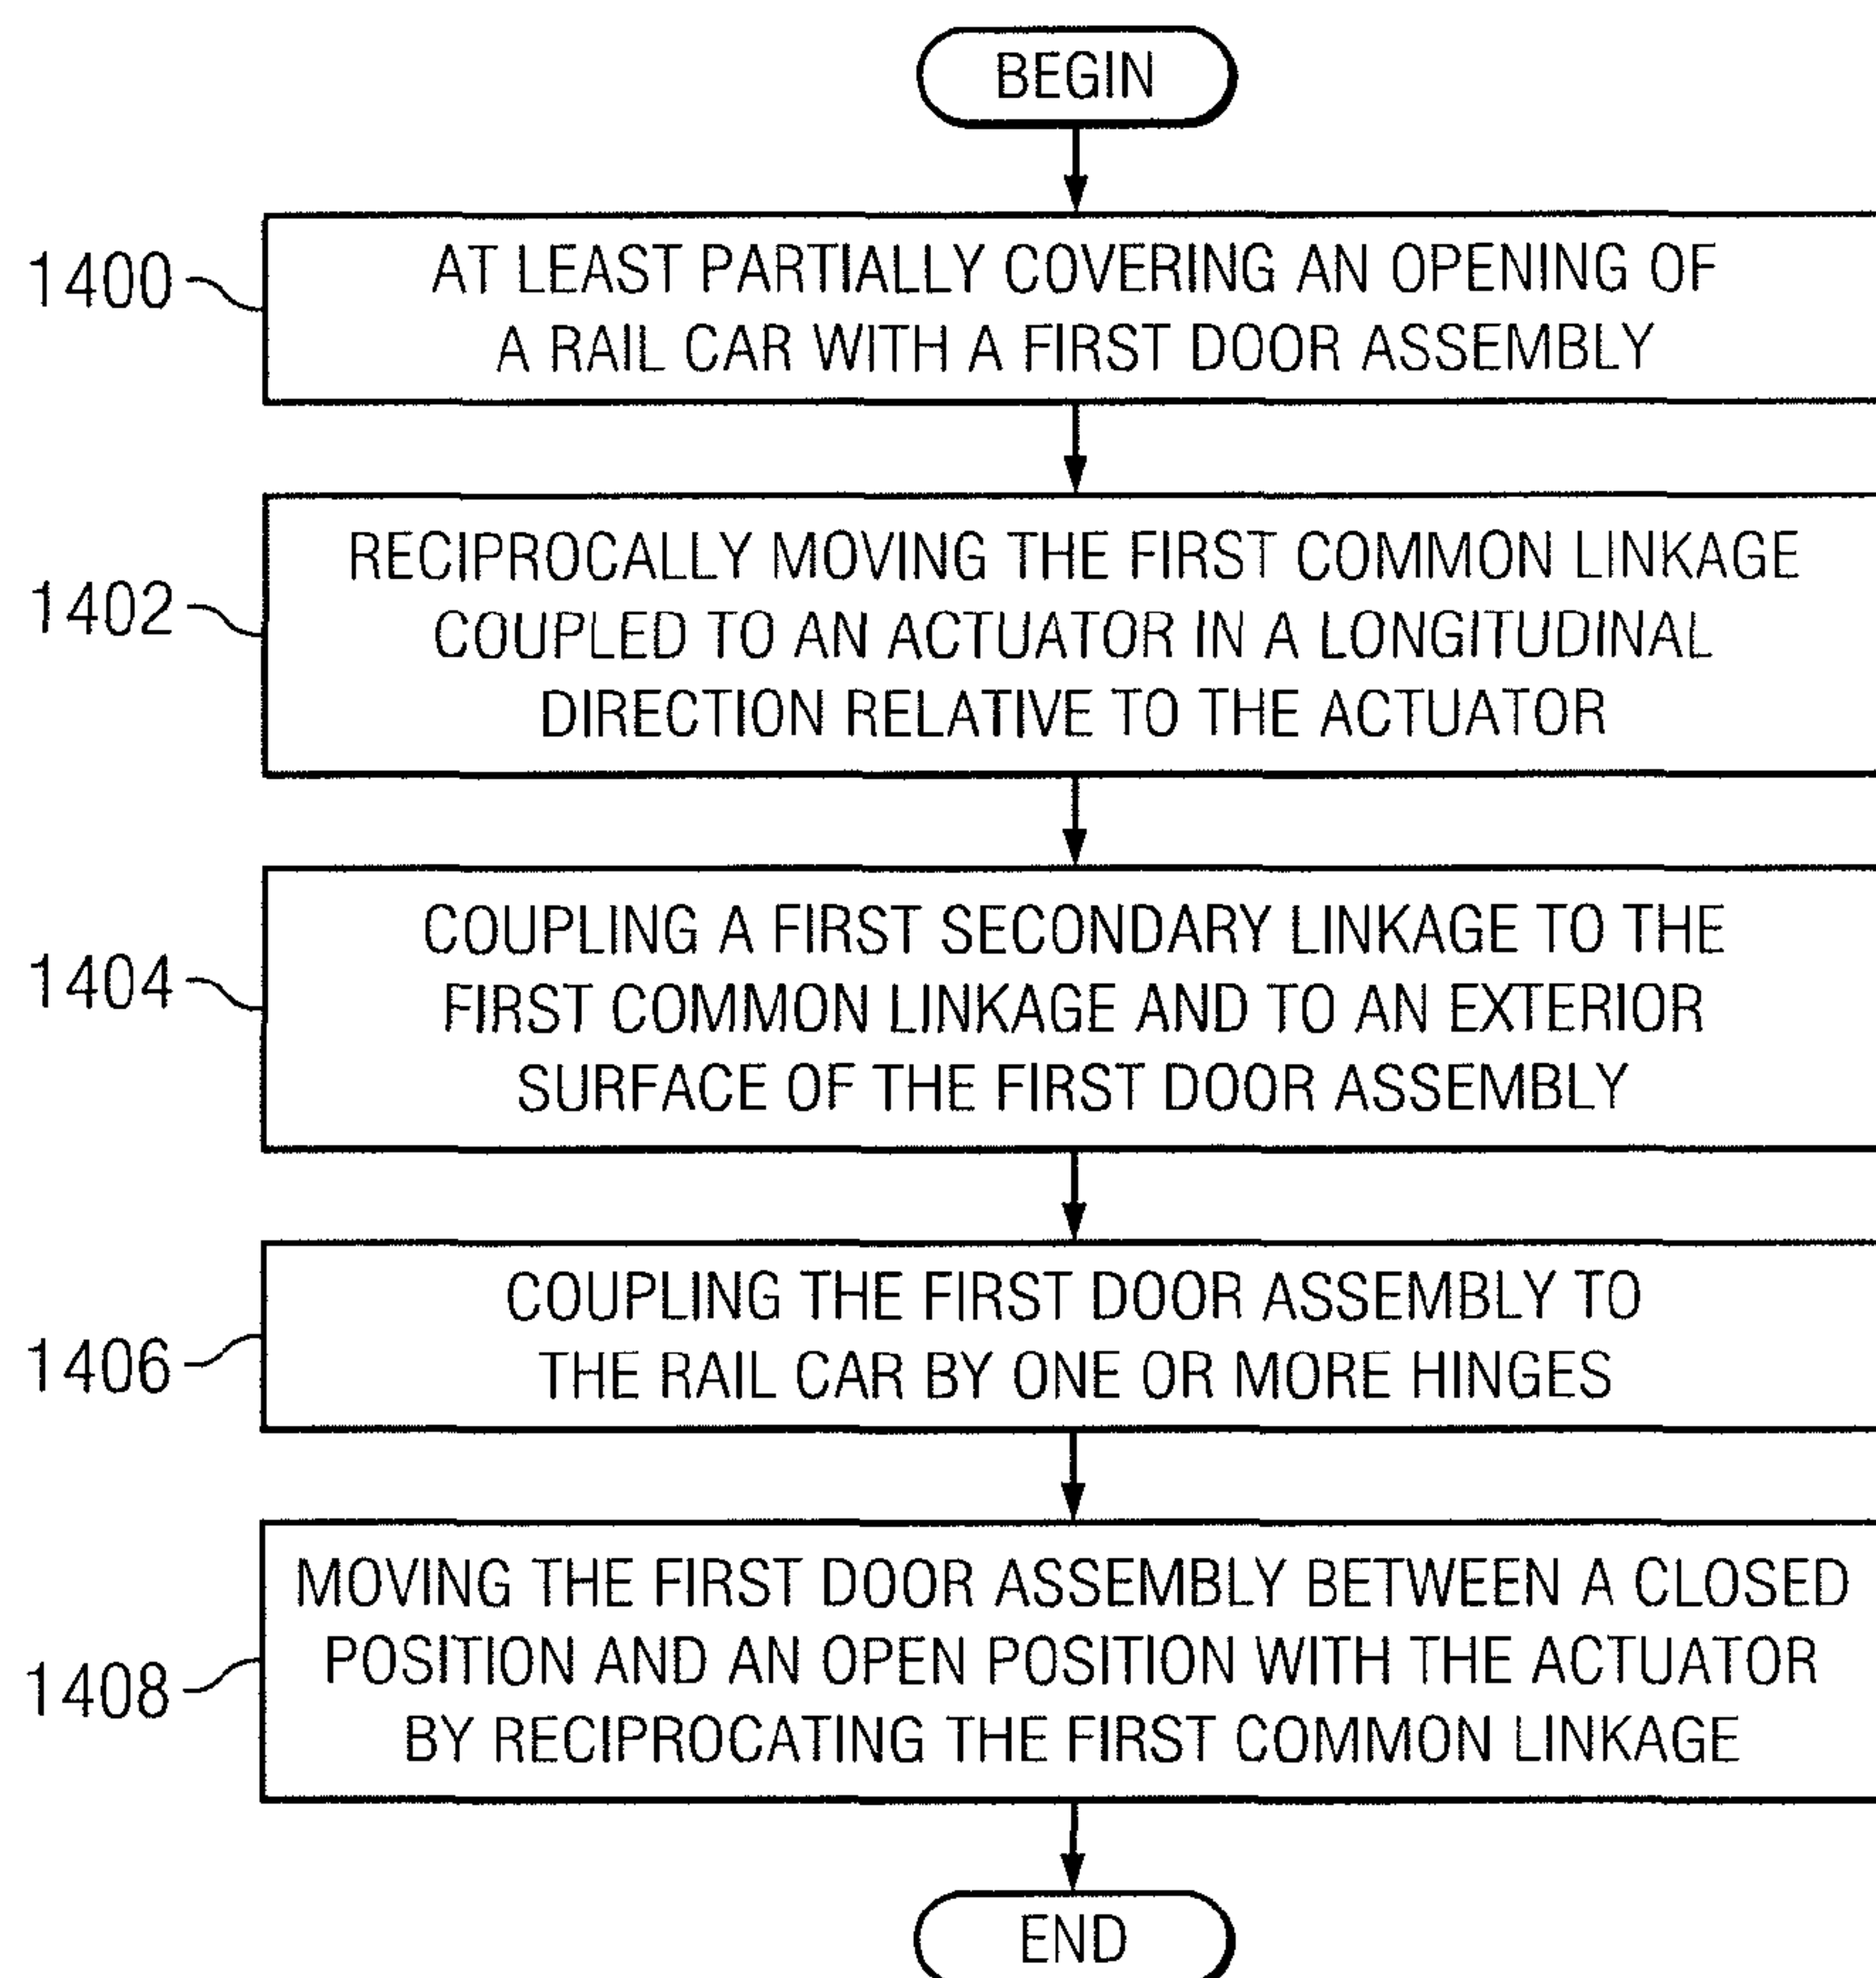 BEGIN
1400
AT LEAST PARTIALLY COVERING AN OPENING OF
A RAIL CAR WITH A FIRST DOOR ASSEMBLY
1402
RECIPROCALLY MOVING THE FIRST COMMON LINKAGE
COUPLED TO AN ACTUATOR IN A LONGITUDINAL
DIRECTION RELATIVE TO THE ACTUATOR
1404
COUPLING A FIRST SECONDARY LINKAGE TO THE
FIRST COMMON LINKAGE AND TO AN EXTERIOR
SURFACE OF THE FIRST DOOR ASSEMBLY
1406
COUPLING THE FIRST DOOR ASSEMBLY TO
THE RAIL CAR BY ONE OR MORE HINGES
1408
MOVING THE FIRST DOOR ASSEMBLY BETWEEN A CLOSED
POSITION AND AN OPEN POSITION WITH THE ACTUATOR
BY RECIPROCATING THE FIRST COMMON LINKAGE
END